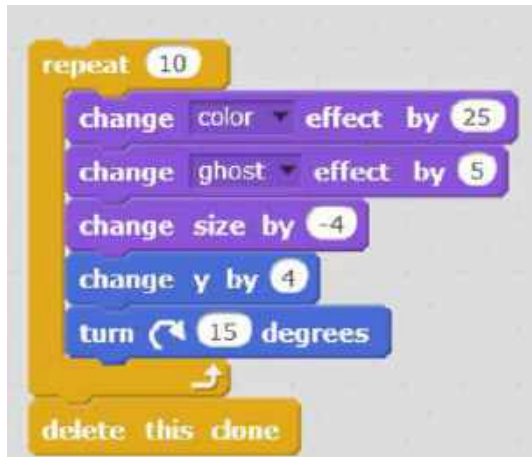 repeat 10
change color effect by 25
change ghost effect by 5
change size by -4
change y by 4
turn 15 degrees
delete this clone